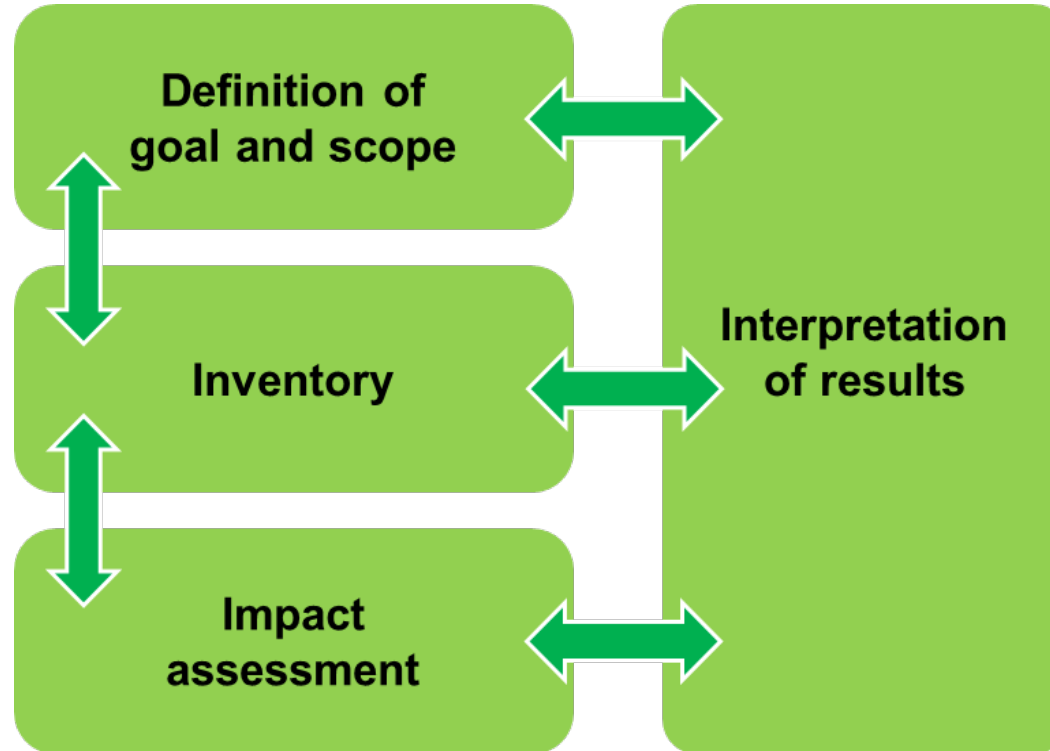 Definition of
goal and scope
Inventory
Impact
assessment
Interpretation
of results